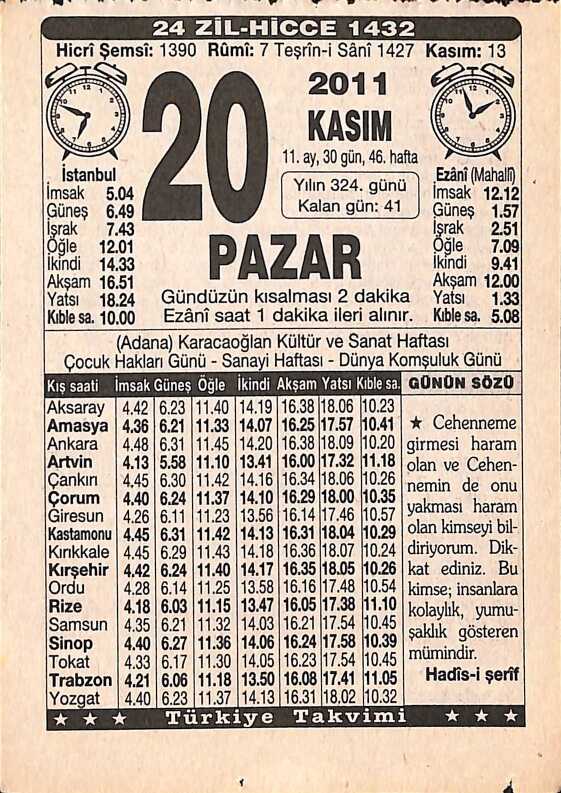 24 ZİL-HİCCE 1432
Hicrî Şemsî: 1390 Rûmî: 7 Teşrîn-i Sânî 1427 Kasım: 13
20
2011
KASIM
11. ay, 30 gün, 46. hafta
Yılın 324. günü
Kalan gün: 41
PAZAR
Gündüzün kısalması 2 dakika
Ezânî saat 1 dakika ileri alınır.
İstanbul
İmsak 5.04
Güneş 6.49
İşrak 7.43
Öğle 12.01
İkindi 14.33
Akşam 16.51
Yatsı 18.24
Kıble sa. 10.00
Ezânî (Mahallî)
İmsak 12.12
Güneş 1.57
İşrak 2.51
Öğle 7.09
İkindi 9.41
Akşam 12.00
Yatsı 1.33
Kıble sa. 5.08
(Adana) Karacaoğlan Kültür ve Sanat Haftası
Çocuk Hakları Günü - Sanayi Haftası - Dünya Komşuluk Günü
Kış saati İmsak Güneş Öğle İkindi Akşam Yatsı Kıble sa.
Aksaray 4.42 6.23 11.40 14.19 16.38 18.06 10.23
Amasya 4.36 6.21 11.33 14.07 16.25 17.57 10.41
Ankara 4.48 6.31 11.45 14.20 16.38 18.09 10.20
Artvin 4.13 5.58 11.10 13.41 16.00 17.32 11.18
Çankırı 4.45 6.30 11.42 14.16 16.34 18.06 10.26
Çorum 4.40 6.24 11.37 14.10 16.29 18.00 10.35
Giresun 4.26 6.11 11.23 13.56 16.14 17.46 10.57
Kastamonu 4.45 6.31 11.42 14.13 16.31 18.04 10.29
Kırıkkale 4.45 6.29 11.43 14.18 16.36 18.07 10.24
Kırşehir 4.42 6.24 11.40 14.17 16.35 18.05 10.26
Ordu 4.28 6.14 11.25 13.58 16.16 17.48 10.54
Rize 4.18 6.03 11.15 13.47 16.05 17.38 11.10
Samsun 4.35 6.21 11.32 14.03 16.21 17.54 10.45
Sinop 4.40 6.27 11.36 14.06 16.24 17.58 10.39
Tokat 4.33 6.17 11.30 14.05 16.23 17.54 10.45
Trabzon 4.21 6.06 11.18 13.50 16.08 17.41 11.05
Yozgat 4.40 6.23 11.37 14.13 16.31 18.02 10.32
GÜNÜN SÖZÜ
★ Cehenneme
girmesi haram
olan ve Cehen-
nemin de onu
yakması haram
olan kimseyi bil-
diriyorum. Dik-
kat ediniz. Bu
kimse; insanlara
kolaylık, yumu-
şaklık gösteren
mümindir.
Hadîs-i şerîf
★ ★ ★ Türkiye Takvimi ★ ★ ★